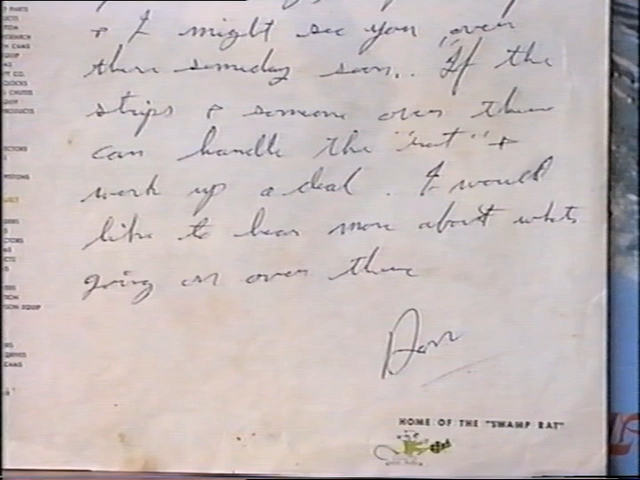 & I might see you over
there someday soon.. If the
strips & someone over there
can handle the "rat" &
work up a deal. I would
like to hear more about whats
going on over there
Don
HOME OF THE "SWAMP RAT"